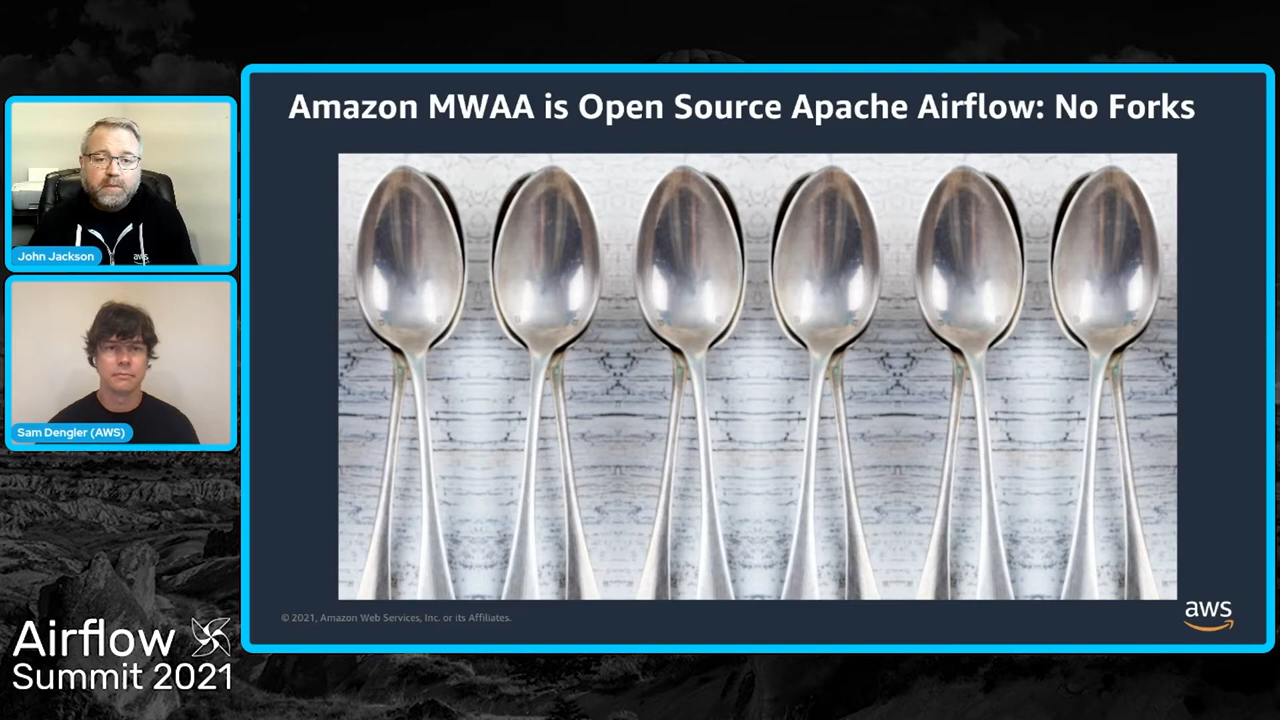 Amazon MWAA is Open Source Apache Airflow: No Forks
John Jackson
aws
Sam Dengler (AWS)
© 2021, Amazon Web Services, Inc. or its Affiliates.
aws
Airflow
Summit 2021